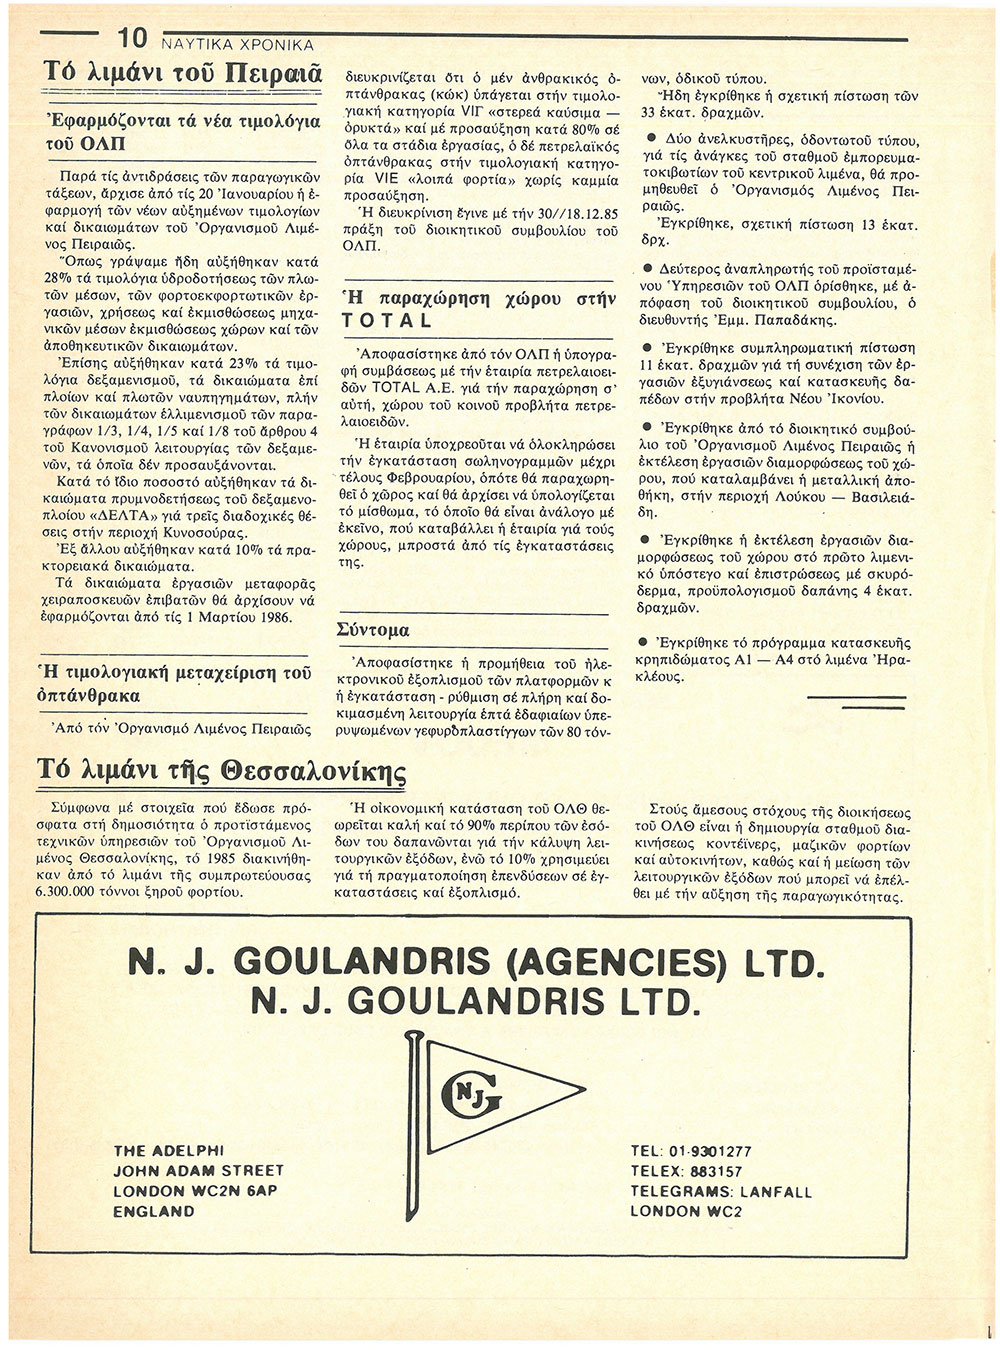 10 ΝΑΥΤΙΚΑ ΧΡΟΝΙΚΑ
Τό λιμάνι τοῦ Πειραιᾶ
Ἐφαρμόζονται τά νέα τιμολόγια
τοῦ ΟΛΠ
Παρά τίς ἀντιδράσεις τῶν παραγωγικῶν
τάξεων, ἄρχισε ἀπό τίς 20 Ἰανουαρίου ἡ ἐ-
φαρμογή τῶν νέων αὐξημένων τιμολογίων
καί δικαιωμάτων τοῦ Ὀργανισμοῦ Λιμέ-
νος Πειραιῶς.
Ὅπως γράψαμε ἤδη αὐξήθηκαν κατά
28% τά τιμολόγια ὑδροδοτήσεως τῶν πλω-
τῶν μέσων, τῶν φορτοεκφορτωτικῶν ἐρ-
γασιῶν, χρήσεως καί ἐκμισθώσεως μηχα-
νικῶν μέσων ἐκμισθώσεως χώρων καί τῶν
ἀποθηκευτικῶν δικαιωμάτων.
Ἐπίσης αὐξήθηκαν κατά 23% τά τιμο-
λόγια δεξαμενισμοῦ, τά δικαιώματα ἐπί
πλοίων καί πλωτῶν ναυπηγημάτων, πλήν
τῶν δικαιωμάτων ἐλλιμενισμοῦ τῶν παρα-
γράφων 1/3, 1/4, 1/5 καί 1/8 τοῦ ἄρθρου 4
τοῦ Κανονισμοῦ λειτουργίας τῶν δεξαμε-
νῶν, τά ὁποῖα δέν προσαυξάνονται.
Κατά τό ἴδιο ποσοστό αὐξήθηκαν τά δι-
καιώματα πρυμνοδετήσεως τοῦ δεξαμενο-
πλοίου «ΔΕΛΤΑ» γιά τρεῖς διαδοχικές θέ-
σεις στήν περιοχή Κυνοσούρας.
Ἐξ ἄλλου αὐξήθηκαν κατά 10% τά πρα-
κτορειακά δικαιώματα.
Τά δικαιώματα ἐργασιῶν μεταφορᾶς
χειραποσκευῶν ἐπιβατῶν θά ἀρχίσουν νά
ἐφαρμόζονται ἀπό τίς 1 Μαρτίου 1986.
Ἡ τιμολογιακή μεταχείριση τοῦ
ὀπτάνθρακα
Ἀπό τόν Ὀργανισμό Λιμένος Πειραιῶς
διευκρινίζεται ὅτι ὁ μέν ἀνθρακικός ὀ-
πτάνθρακας (κώκ) ὑπάγεται στήν τιμολο-
γιακή κατηγορία VIΓ «στερεά καύσιμα —
ὀρυκτά» καί μέ προσαύξηση κατά 80% σέ
ὅλα τα στάδια ἐργασίας, ὁ δέ πετρελαϊκός
ὀπτάνθρακας στήν τιμολογιακή κατηγο-
ρία VIE «λοιπά φορτία» χωρίς καμμία
προσαύξηση.
Ἡ διευκρίνιση ἔγινε μέ τήν 30//18.12.85
πράξη τοῦ διοικητικοῦ συμβουλίου τοῦ
ΟΛΠ.
Ἡ παραχώρηση χώρου στήν
TOTAL
Ἀποφασίστηκε ἀπό τόν ΟΛΠ ἡ ὑπογρα-
φή συμβάσεως μέ τήν ἑταιρία πετρελαιοει-
δῶν TOTAL Α.Ε. γιά τήν παραχώρηση σ'
αὐτή, χώρου τοῦ κοινοῦ προβλήτα πετρε-
λαιοειδῶν.
Ἡ ἑταιρία ὑποχρεοῦται νά ὁλοκληρώσει
τήν ἐγκατάσταση σωληνογραμμῶν μέχρι
τέλους Φεβρουαρίου, ὁπότε θά παραχωρη-
θεῖ ὁ χῶρος καί θά ἀρχίσει νά ὑπολογίζεται
τό μίσθωμα, τό ὁποῖο θά εἶναι ἀνάλογο μέ
ἐκεῖνο, πού καταβάλλει ἡ ἑταιρία γιά τούς
χώρους, μπροστά ἀπό τίς ἐγκαταστάσεις
της.
Σύντομα
Ἀποφασίστηκε ἡ προμήθεια τοῦ ἠλε-
κτρονικοῦ ἐξοπλισμοῦ τῶν πλατφορμῶν κ
ἡ ἐγκατάσταση - ρύθμιση σέ πλήρη καί δο-
κιμασμένη λειτουργία ἑπτά ἐδαφιαίων ὑπε-
ρυψωμένων γεφυροπλαστίγγων τῶν 80 τόν-
νων, ὁδικοῦ τύπου.
Ἤδη ἐγκρίθηκε ἡ σχετική πίστωση τῶν
33 ἑκατ. δραχμῶν.
● Δύο ἀνελκυστῆρες, ὀδοντωτοῦ τύπου,
γιά τίς ἀνάγκες τοῦ σταθμοῦ ἐμπορευμα-
τοκιβωτίων τοῦ κεντρικοῦ λιμένα, θά προ-
μηθευθεῖ ὁ Ὀργανισμός Λιμένος Πει-
ραιῶς.
Ἐγκρίθηκε, σχετική πίστωση 13 ἑκατ.
δρχ.
● Δεύτερος ἀναπληρωτής τοῦ προϊσταμέ-
νου Ὑπηρεσιῶν τοῦ ΟΛΠ ὁρίσθηκε, μέ ἀ-
πόφαση τοῦ διοικητικοῦ συμβουλίου, ὁ
διευθυντής Ἐμμ. Παπαδάκης.
● Ἐγκρίθηκε συμπληρωματική πίστωση
11 ἑκατ. δραχμῶν γιά τή συνέχιση τῶν ἐρ-
γασιῶν ἐξυγιάνσεως καί κατασκευῆς δα-
πέδων στήν προβλήτα Νέου Ἰκονίου.
● Ἐγκρίθηκε ἀπό τό διοικητικό συμβού-
λιο τοῦ Ὀργανισμοῦ Λιμένος Πειραιῶς ἡ
ἐκτέλεση ἐργασιῶν διαμορφώσεως τοῦ χώ-
ρου, πού καταλαμβάνει ἡ μεταλλική ἀπο-
θήκη, στήν περιοχή Λούκου — Βασιλειά-
δη.
● Ἐγκρίθηκε ἡ ἐκτέλεση ἐργασιῶν δια-
μορφώσεως τοῦ χώρου στό πρῶτο λιμενι-
κό ὑπόστεγο καί ἐπιστρώσεως μέ σκυρό-
δερμα, προϋπολογισμοῦ δαπάνης 4 ἑκατ.
δραχμῶν.
● Ἐγκρίθηκε τό πρόγραμμα κατασκευῆς
κρηπιδώματος Α1 — Α4 στό λιμένα Ἡρα-
κλέους.
Τό λιμάνι τῆς Θεσσαλονίκης
Σύμφωνα μέ στοιχεῖα πού ἔδωσε πρό-
σφατα στή δημοσιότητα ὁ προτϊστάμενος
τεχνικῶν ὑπηρεσιῶν τοῦ Ὀργανισμοῦ Λι-
μένος Θεσσαλονίκης, τό 1985 διακινήθη-
καν ἀπό τό λιμάνι τῆς συμπρωτεύουσας
6.300.000 τόννοι ξηροῦ φορτίου.
Ἡ οἰκονομική κατάσταση τοῦ ΟΛΘ θε-
ωρεῖται καλή καί τό 90% περίπου τῶν ἐσό-
δων του δαπανῶνται γιά τήν κάλυψη λει-
τουργικῶν ἐξόδων, ἐνῶ τό 10% χρησιμεύει
γιά τή πραγματοποίηση ἐπενδύσεων σέ ἐγ-
καταστάσεις καί ἐξοπλισμό.
Στούς ἄμεσους στόχους τῆς διοικήσεως
τοῦ ΟΛΘ εἶναι ἡ δημιουργία σταθμοῦ δια-
κινήσεως κοντέϊνερς, μαζικῶν φορτίων
καί αὐτοκινήτων, καθώς καί ἡ μείωση τῶν
λειτουργικῶν ἐξόδων πού μπορεῖ νά ἐπέλ-
θει μέ τήν αὔξηση τῆς παραγωγικότητας.
N. J. GOULANDRIS (AGENCIES) LTD.
N. J. GOULANDRIS LTD.
NJG
THE ADELPHI
JOHN ADAM STREET
LONDON WC2N 6AP
ENGLAND
TEL: 01-9301277
TELEX: 883157
TELEGRAMS: LANFALL
LONDON WC2